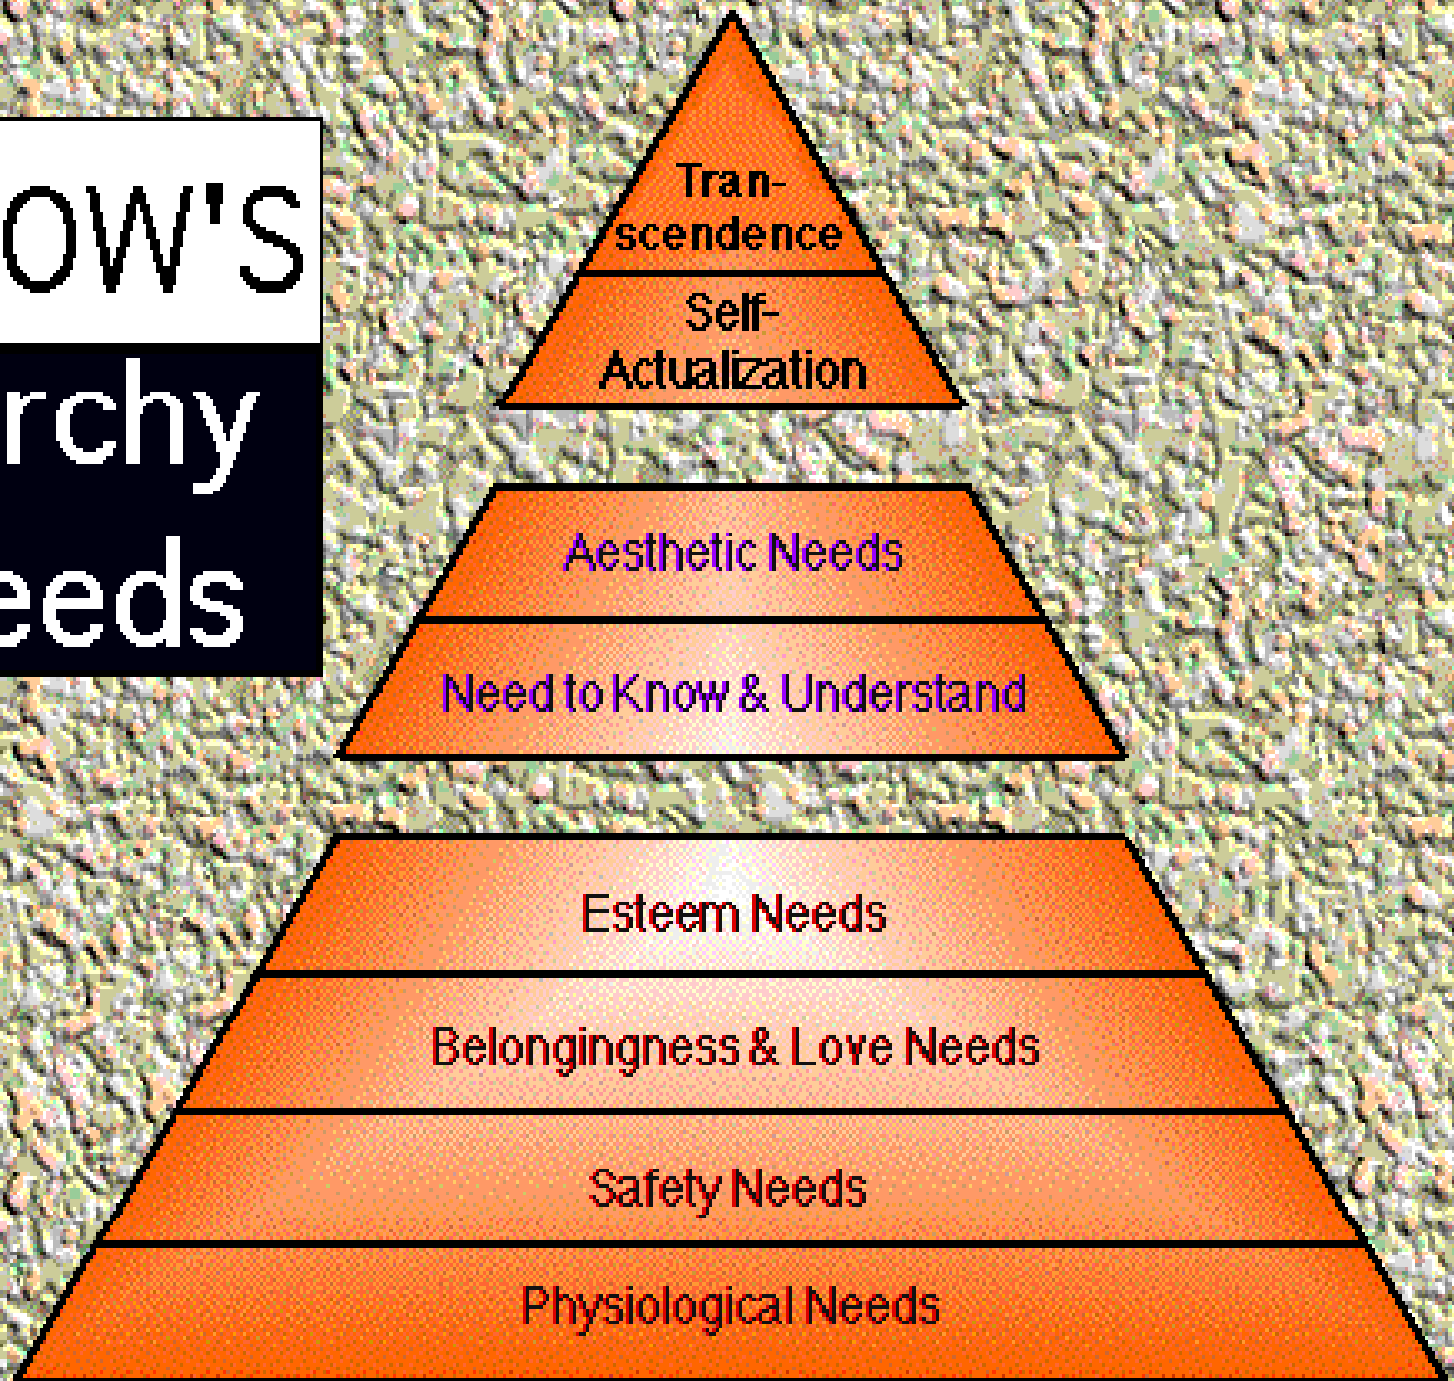 OW'S
rchy
eeds
Tran-
scendence
Self-
Actualization
Aesthetic Needs
Need to Know & Understand
Esteem Needs
Belongingness & Love Needs
Safety Needs
Physiological Needs